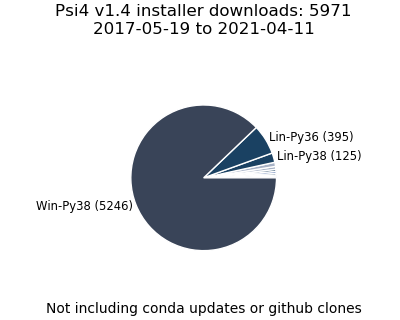 Psi4 v1.4 installer downloads: 5971
2017-05-19 to 2021-04-11
Lin-Py36 (395)
Lin-Py38 (125)
Win-Py38 (5246)
Not including conda updates or github clones